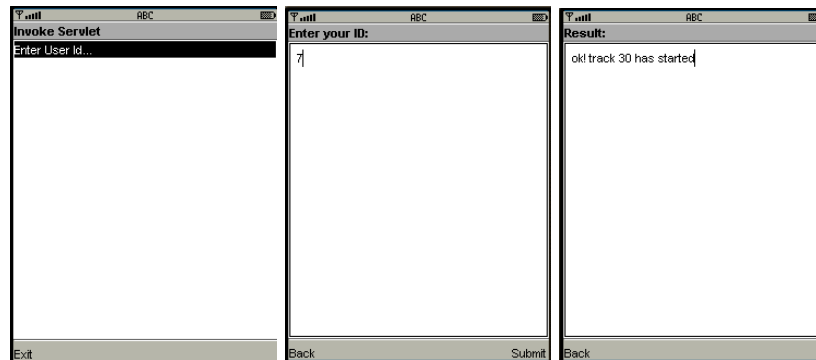 ABC
Invoke Servlet
Enter User Id...
Exit
ABC
Enter your ID:
7
Back Submit
ABC
Result:
ok! track 30 has started
Back